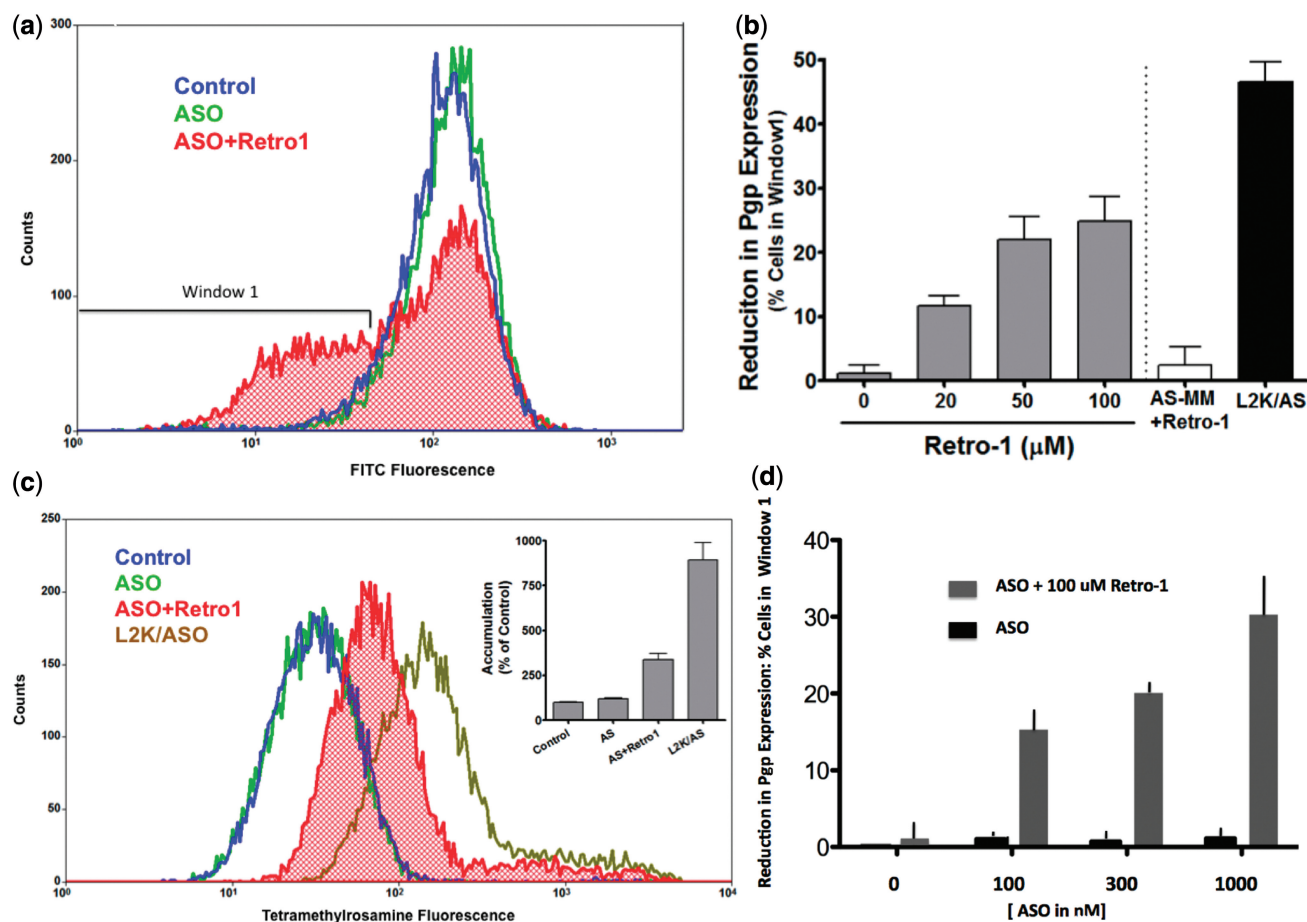 (a)
300
200
100
0
Counts
Control
ASO
ASO+Retro1
Window 1
10⁰
10¹
10²
10³
FITC Fluorescence
(b)
Reduciton in Pgp Expression
(% Cells in Window1)
50
40
30
20
10
0
0
20
50
100
AS-MM
+Retro-1
L2K/AS
Retro-1 (μM)
(c)
250
200
150
100
50
0
Counts
Control
ASO
ASO+Retro1
L2K/ASO
Accumulation
(% of Control)
1000
750
500
250
0
Control
AS
AS+Retro1
L2K/AS
10⁰
10¹
10²
10³
10⁴
Tetramethylrosamine Fluorescence
(d)
Reduction in Pgp Expression: % Cells in Window 1
40
30
20
10
0
ASO + 100 uM Retro-1
ASO
0
100
300
1000
[ ASO in nM]